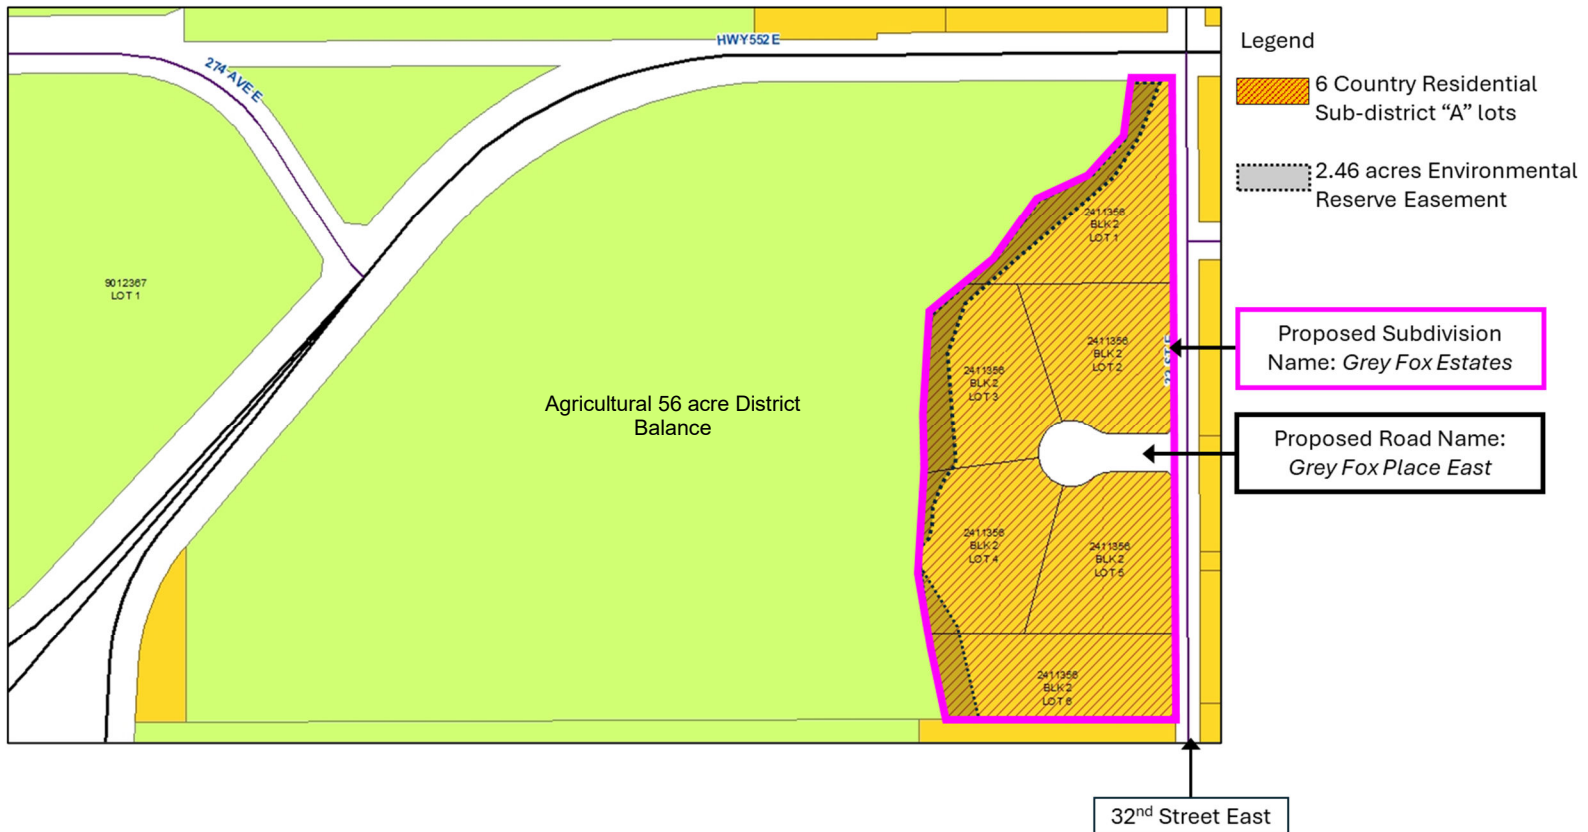 HWY 552 E
274 AVE E
9012367
LOT 1
Agricultural 56 acre District
Balance
2411356
BLK 2
LOT 1
2411356
BLK 2
LOT 2
2411356
BLK 2
LOT 3
2411356
BLK 2
LOT 4
2411356
BLK 2
LOT 5
2411356
BLK 2
LOT 6
Legend
6 Country Residential
Sub-district “A” lots
2.46 acres Environmental
Reserve Easement
Proposed Subdivision
Name: Grey Fox Estates
Proposed Road Name:
Grey Fox Place East
32nd Street East